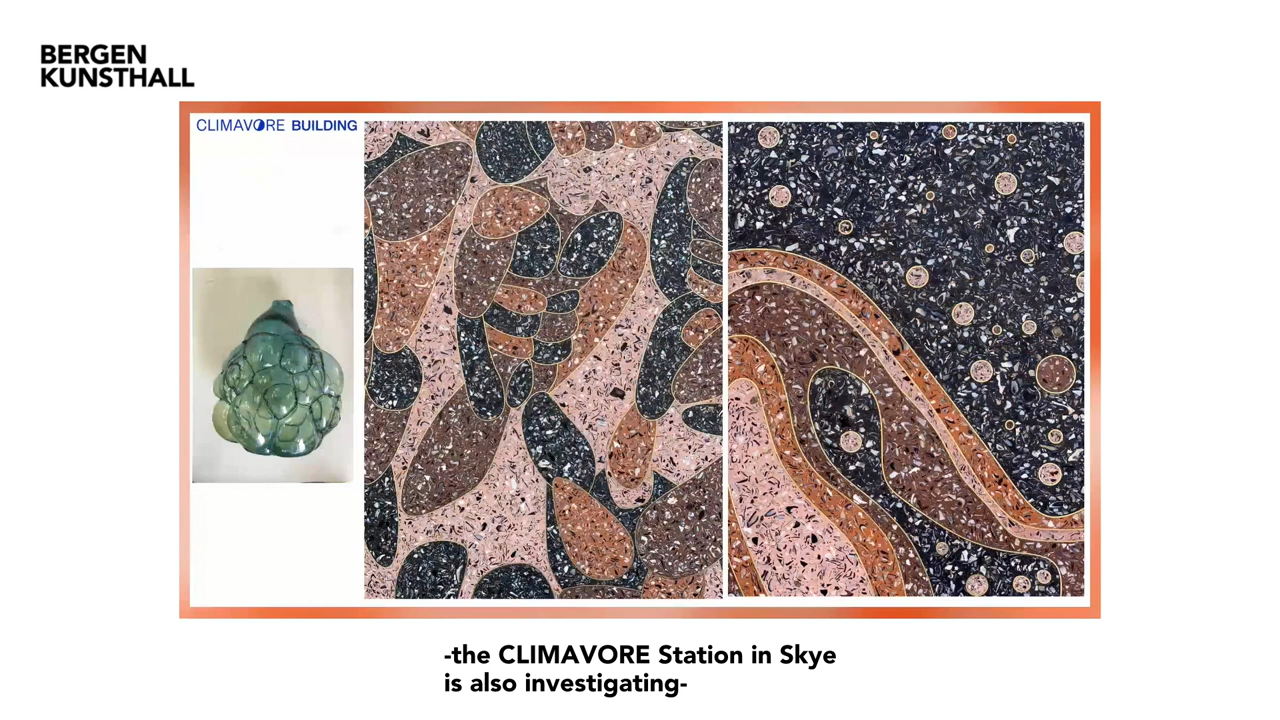 BERGEN
KUNSTHALL
CLIMAVORE BUILDING
-the CLIMAVORE Station in Skye
is also investigating-